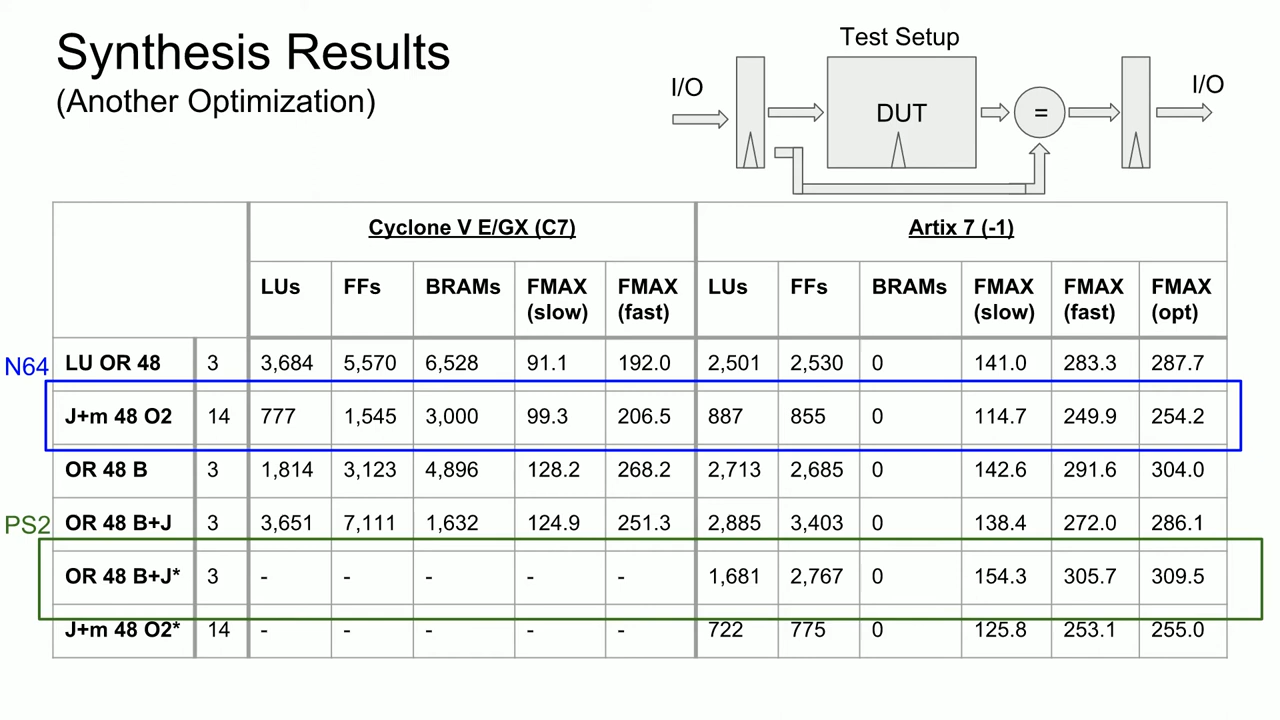 Synthesis Results
(Another Optimization)
Test Setup
I/O
DUT
=
I/O
Cyclone V E/GX (C7)
Artix 7 (-1)
LUs FFs BRAMs FMAX (slow) FMAX (fast) LUs FFs BRAMs FMAX (slow) FMAX (fast) FMAX (opt)
N64 LU OR 48 3 3,684 5,570 6,528 91.1 192.0 2,501 2,530 0 141.0 283.3 287.7
J+m 48 O2 14 777 1,545 3,000 99.3 206.5 887 855 0 114.7 249.9 254.2
OR 48 B 3 1,814 3,123 4,896 128.2 268.2 2,713 2,685 0 142.6 291.6 304.0
PS2 OR 48 B+J 3 3,651 7,111 1,632 124.9 251.3 2,885 3,403 0 138.4 272.0 286.1
OR 48 B+J* 3 - - - - - 1,681 2,767 0 154.3 305.7 309.5
J+m 48 O2* 14 - - - - - 722 775 0 125.8 253.1 255.0